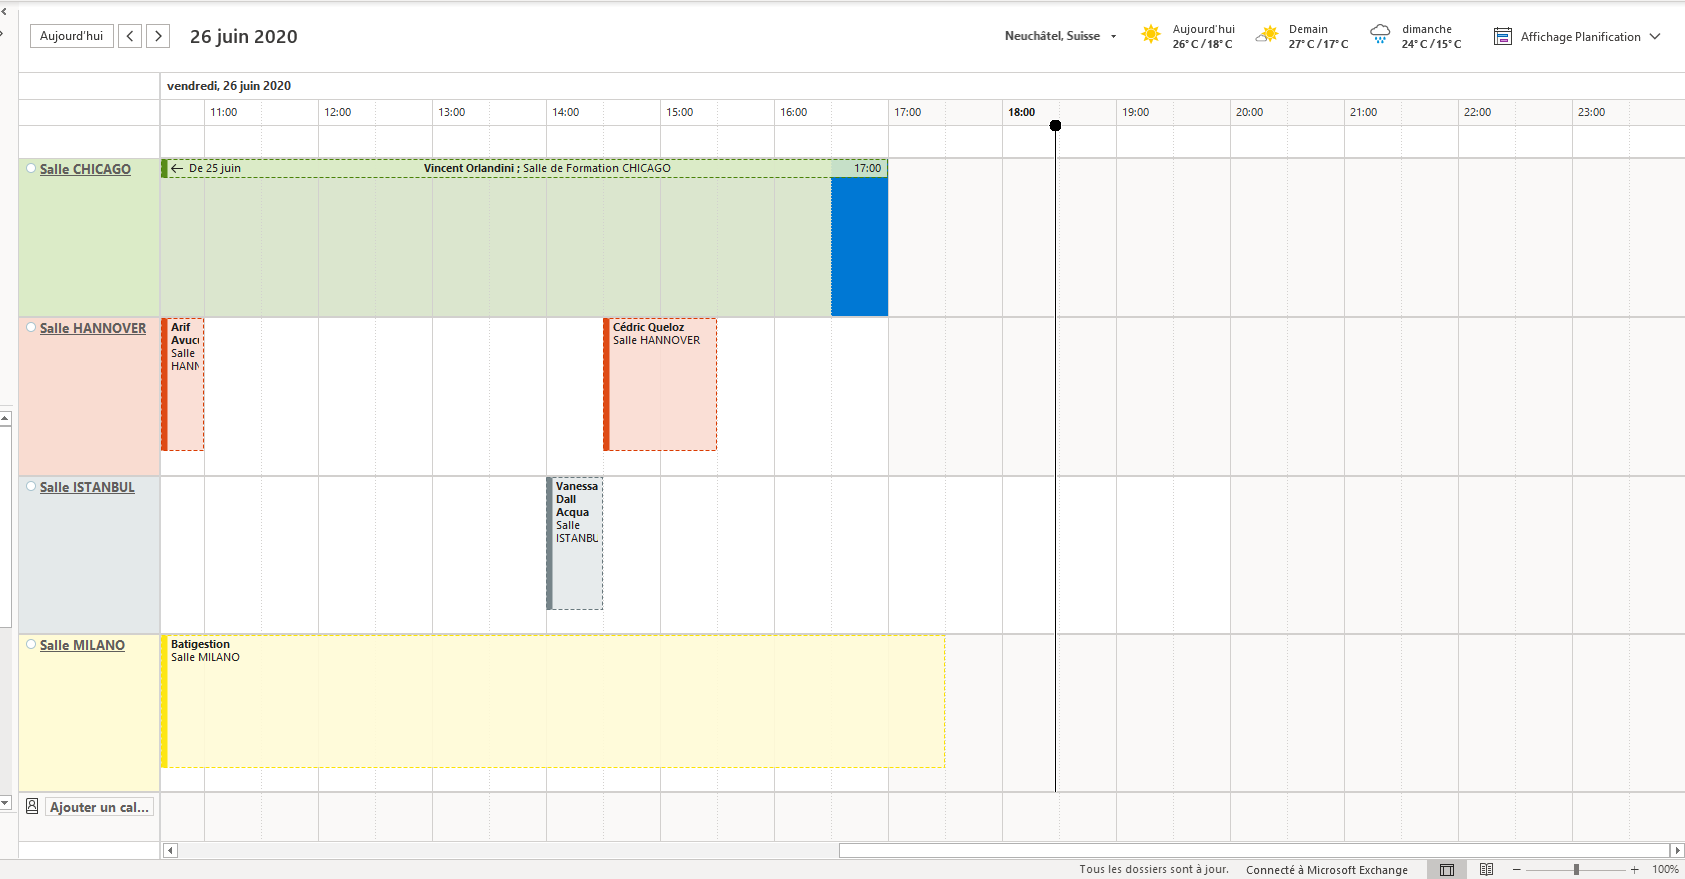 Aujourd'hui
26 juin 2020
Neuchâtel, Suisse
Aujourd'hui
26° C / 18° C
Demain
27° C / 17° C
dimanche
24° C / 15° C
Affichage Planification
vendredi, 26 juin 2020
11:00 12:00 13:00 14:00 15:00 16:00 17:00 18:00 19:00 20:00 21:00 22:00 23:00
Salle CHICAGO
← De 25 juin Vincent Orlandini ; Salle de Formation CHICAGO 17:00
Salle HANNOVER
Arif
Salle
Cédric Queloz
Salle HANNOVER
Salle ISTANBUL
Vanessa
Dall
Acqua
Salle
Salle MILANO
Batigestion
Salle MILANO
Ajouter un cal...
Tous les dossiers sont à jour. Connecté à Microsoft Exchange 100%